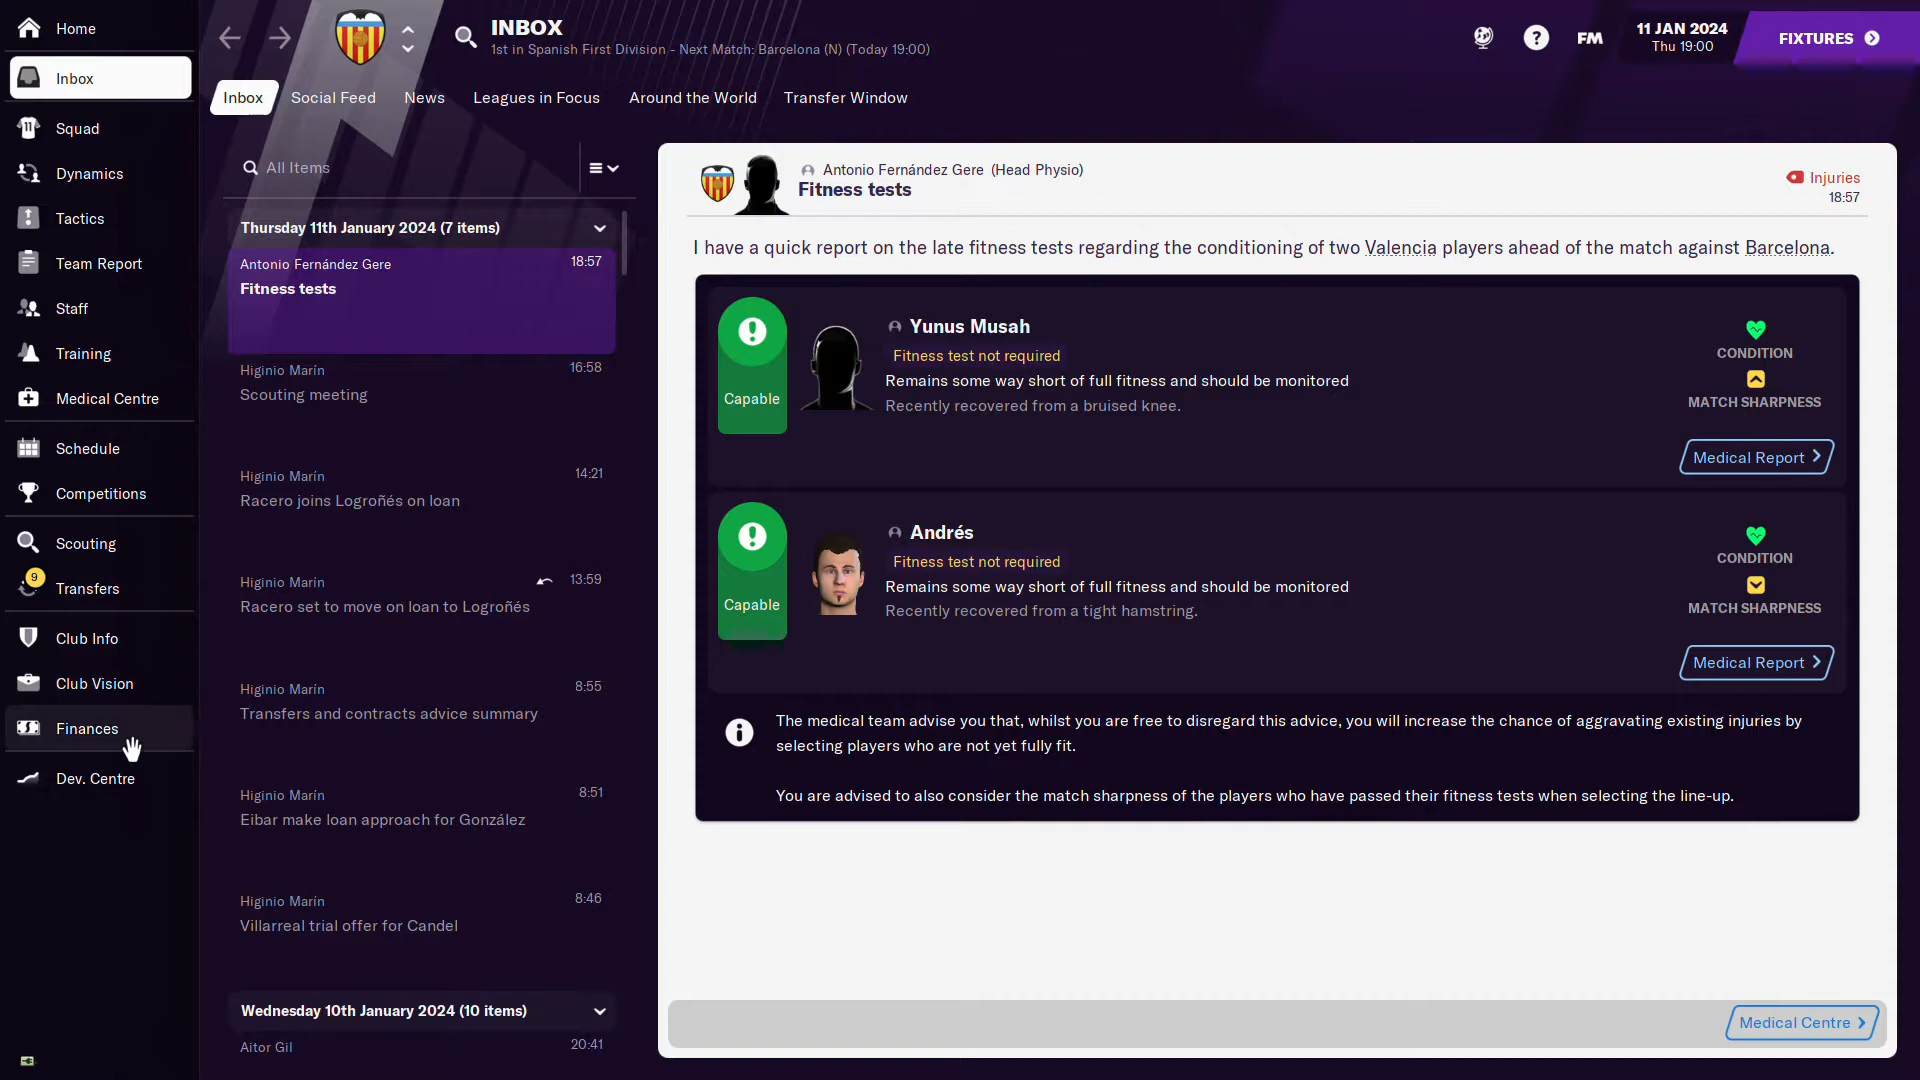 Home
Inbox
Squad
Dynamics
Tactics
Team Report
Staff
Training
Medical Centre
Schedule
Competitions
Scouting
9
Transfers
Club Info
Club Vision
Finances
Dev. Centre
INBOX
1st in Spanish First Division - Next Match: Barcelona (N) (Today 19:00)
FM
11 JAN 2024
Thu 19:00
FIXTURES
Inbox
Social Feed
News
Leagues in Focus
Around the World
Transfer Window
All Items
Thursday 11th January 2024 (7 items)
Antonio Fernández Gere 18:57
Fitness tests
Higinio Marín 16:58
Scouting meeting
Higinio Marín 14:21
Racero joins Logroñés on loan
Higinio Marín 13:59
Racero set to move on loan to Logroñés
Higinio Marín 8:55
Transfers and contracts advice summary
Higinio Marín 8:51
Eibar make loan approach for González
Higinio Marín 8:46
Villarreal trial offer for Candel
Wednesday 10th January 2024 (10 items)
Aitor Gil 20:41
Antonio Fernández Gere (Head Physio)
Fitness tests
Injuries
18:57
I have a quick report on the late fitness tests regarding the conditioning of two Valencia players ahead of the match against Barcelona.
Capable
Yunus Musah
Fitness test not required
Remains some way short of full fitness and should be monitored
Recently recovered from a bruised knee.
CONDITION
MATCH SHARPNESS
Medical Report
Capable
Andrés
Fitness test not required
Remains some way short of full fitness and should be monitored
Recently recovered from a tight hamstring.
CONDITION
MATCH SHARPNESS
Medical Report
The medical team advise you that, whilst you are free to disregard this advice, you will increase the chance of aggravating existing injuries by
selecting players who are not yet fully fit.
You are advised to also consider the match sharpness of the players who have passed their fitness tests when selecting the line-up.
Medical Centre